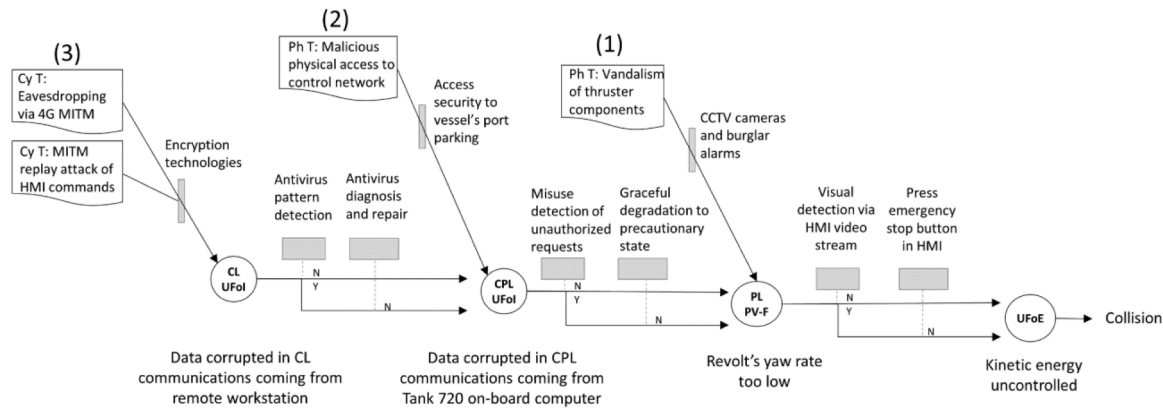 (3)
Cy T:
Eavesdropping
via 4G MITM
Cy T: MITM
replay attack of
HMI commands
Encryption
technologies
(2)
Ph T: Malicious
physical access to
control network
Access
security to
vessel's port
parking
(1)
Ph T: Vandalism
of thruster
components
CCTV cameras
and burglar
alarms
Antivirus
pattern
detection
Antivirus
diagnosis
and repair
Misuse
detection of
unauthorized
requests
Graceful
degradation to
precautionary
state
Visual
detection via
HMI video
stream
Press
emergency
stop button
in HMI
CL
UFoI
N
Y
N
CPL
UFoI
N
Y
N
PL
PV-F
N
Y
N
UFoE
Collision
Data corrupted in CL
communications coming from
remote workstation
Data corrupted in CPL
communications coming from
Tank 720 on-board computer
Revolt's yaw rate
too low
Kinetic energy
uncontrolled